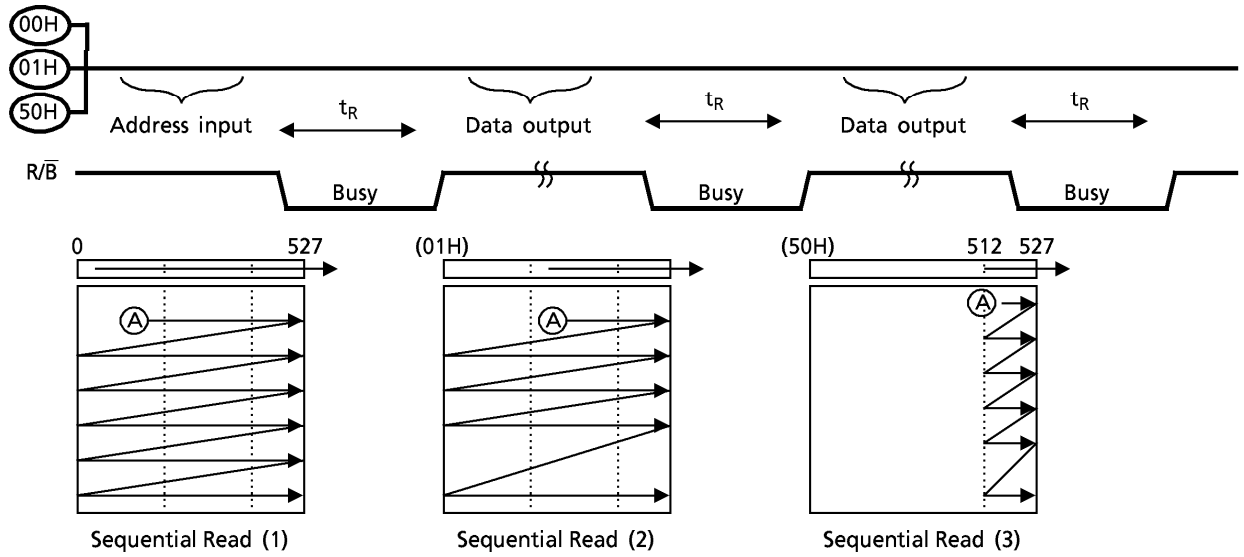 00H
01H
50H
Address input
tR
Data output
tR
Data output
tR
R/B̅
Busy
Busy
Busy
0 527
(01H)
(50H) 512 527
A
A
A
Sequential Read (1)
Sequential Read (2)
Sequential Read (3)